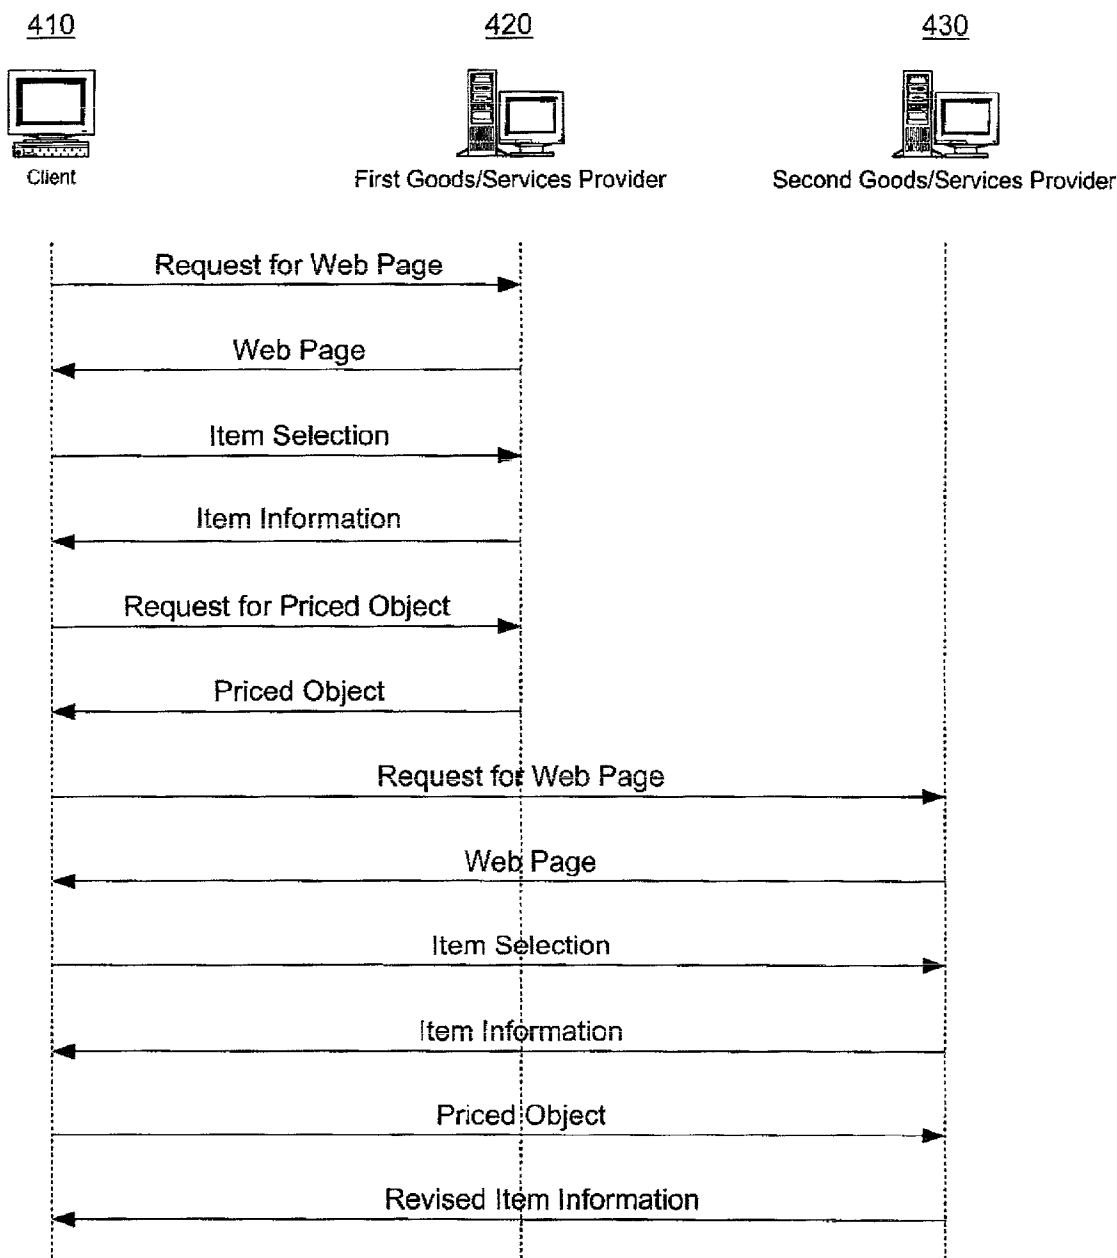 410
420
430
Client
First Goods/Services Provider
Second Goods/Services Provider
Request for Web Page
Web Page
Item Selection
Item Information
Request for Priced Object
Priced Object
Request for Web Page
Web Page
Item Selection
Item Information
Priced Object
Revised Item Information